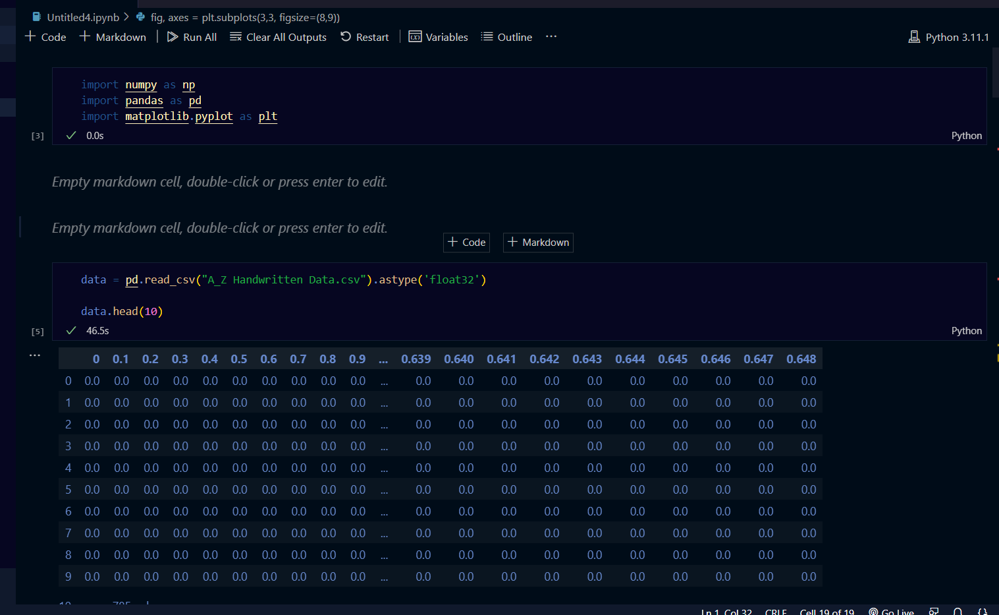 Untitled4.ipynb > fig, axes = plt.subplots(3,3, figsize=(8,9))
+ Code + Markdown | Run All Clear All Outputs Restart | Variables Outline ... Python 3.11.1
import numpy as np
import pandas as pd
import matplotlib.pyplot as plt
[3] ✓ 0.0s Python
Empty markdown cell, double-click or press enter to edit.
Empty markdown cell, double-click or press enter to edit.
+ Code + Markdown
data = pd.read_csv("A_Z Handwritten Data.csv").astype('float32')
data.head(10)
[5] ✓ 46.5s Python
...
0 0.1 0.2 0.3 0.4 0.5 0.6 0.7 0.8 0.9 ... 0.639 0.640 0.641 0.642 0.643 0.644 0.645 0.646 0.647 0.648
0 0.0 0.0 0.0 0.0 0.0 0.0 0.0 0.0 0.0 0.0 ... 0.0 0.0 0.0 0.0 0.0 0.0 0.0 0.0 0.0 0.0
1 0.0 0.0 0.0 0.0 0.0 0.0 0.0 0.0 0.0 0.0 ... 0.0 0.0 0.0 0.0 0.0 0.0 0.0 0.0 0.0 0.0
2 0.0 0.0 0.0 0.0 0.0 0.0 0.0 0.0 0.0 0.0 ... 0.0 0.0 0.0 0.0 0.0 0.0 0.0 0.0 0.0 0.0
3 0.0 0.0 0.0 0.0 0.0 0.0 0.0 0.0 0.0 0.0 ... 0.0 0.0 0.0 0.0 0.0 0.0 0.0 0.0 0.0 0.0
4 0.0 0.0 0.0 0.0 0.0 0.0 0.0 0.0 0.0 0.0 ... 0.0 0.0 0.0 0.0 0.0 0.0 0.0 0.0 0.0 0.0
5 0.0 0.0 0.0 0.0 0.0 0.0 0.0 0.0 0.0 0.0 ... 0.0 0.0 0.0 0.0 0.0 0.0 0.0 0.0 0.0 0.0
6 0.0 0.0 0.0 0.0 0.0 0.0 0.0 0.0 0.0 0.0 ... 0.0 0.0 0.0 0.0 0.0 0.0 0.0 0.0 0.0 0.0
7 0.0 0.0 0.0 0.0 0.0 0.0 0.0 0.0 0.0 0.0 ... 0.0 0.0 0.0 0.0 0.0 0.0 0.0 0.0 0.0 0.0
8 0.0 0.0 0.0 0.0 0.0 0.0 0.0 0.0 0.0 0.0 ... 0.0 0.0 0.0 0.0 0.0 0.0 0.0 0.0 0.0 0.0
9 0.0 0.0 0.0 0.0 0.0 0.0 0.0 0.0 0.0 0.0 ... 0.0 0.0 0.0 0.0 0.0 0.0 0.0 0.0 0.0 0.0
Ln 1, Col 32 CRLF Cell 19 of 19 Go Live